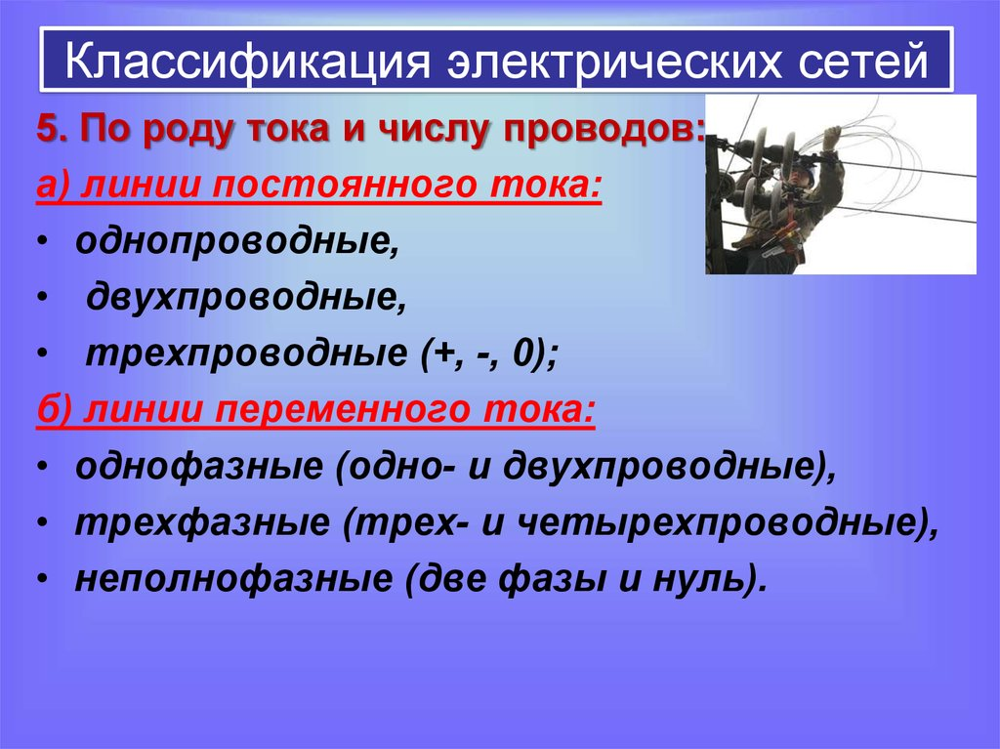 Классификация электрических сетей
5. По роду тока и числу проводов:
а) линии постоянного тока:
• однопроводные,
• двухпроводные,
• трехпроводные (+, -, 0);
б) линии переменного тока:
• однофазные (одно- и двухпроводные),
• трехфазные (трех- и четырехпроводные),
• неполнофазные (две фазы и нуль).